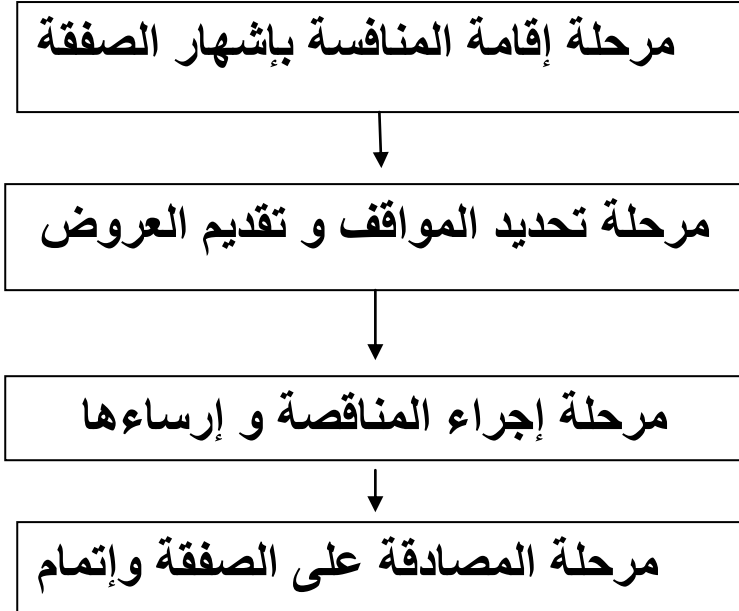 مرحلة إقامة المنافسة بإشهار الصفقة
مرحلة تحديد المواقف و تقديم العروض
مرحلة إجراء المناقصة و إرساءها
مرحلة المصادقة على الصفقة وإتمام